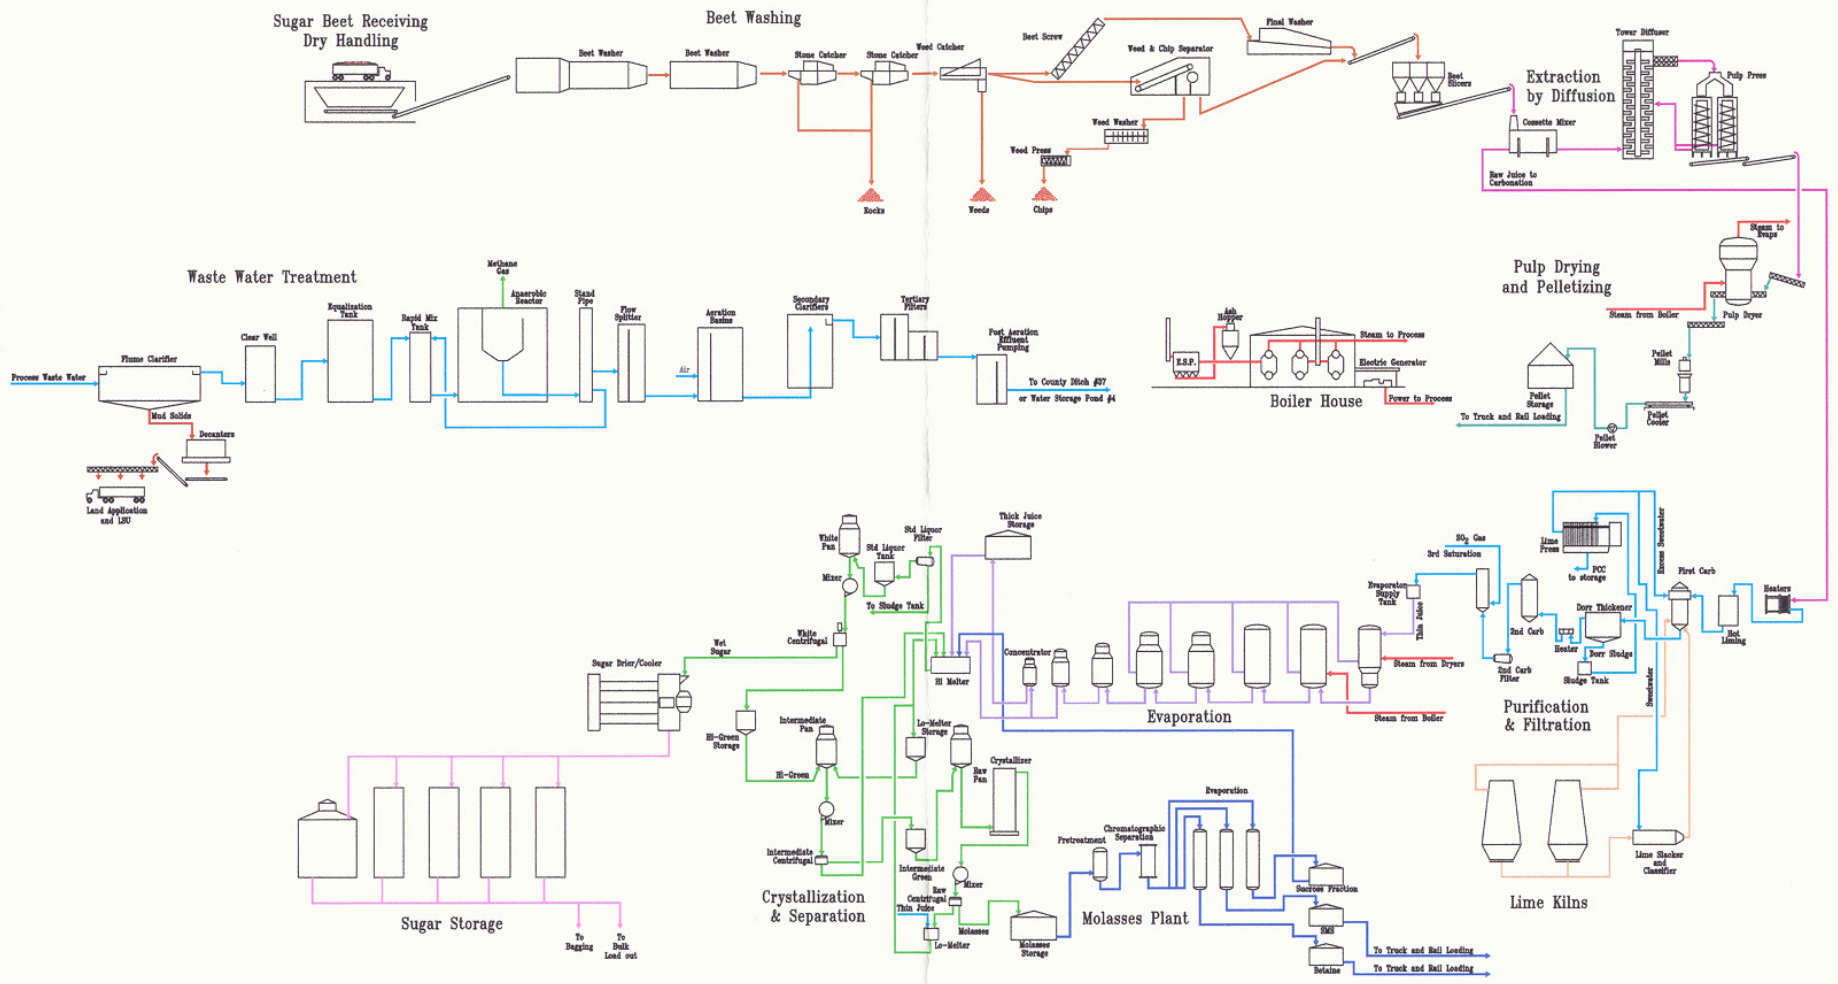 Sugar Beet Receiving
Dry Handling
Beet Washing
Beet Washer
Beet Washer
Stone Catcher
Stone Catcher
Weed Catcher
Beet Screw
Weed & Chip Separator
Final Washer
Beet
Slicers
Weed Washer
Weed Press
Rocks
Weeds
Chips
Extraction
by Diffusion
Tower Diffuser
Pulp Press
Cossette Mixer
Raw Juice to
Carbonation
Waste Water Treatment
Process Waste Water
Flume Clarifier
Mud Solids
Decanters
Land Application
and LSU
Clear Well
Equalization
Tank
Rapid Mix
Tank
Methane
Gas
Anaerobic
Reactor
Stand
Pipe
Flow
Splitter
Air
Aeration
Basins
Secondary
Clarifiers
Tertiary
Filters
Post Aeration
Effluent
Pumping
To County Ditch #37
or Water Storage Pond #4
E.S.P.
Ash
Hopper
Steam to Process
Electric Generator
Power to Process
Boiler House
Pulp Drying
and Pelletizing
Steam to
Evaps
Steam from Boiler
Pulp Dryer
Pellet
Mills
Pellet
Cooler
Pellet
Blower
Pellet
Storage
To Truck and Rail Loading
White
Pan
Mixer
Std Liquor
Tank
Std Liquor
Filter
To Sludge Tank
Thick Juice
Storage
White
Centrifugal
Wet
Sugar
Sugar Drier/Cooler
Hi Melter
Hi-Green
Storage
Intermediate
Pan
Hi-Green
Mixer
Intermediate
Centrifugal
Lo-Melter
Storage
Raw
Pan
Crystallizer
Intermediate
Green
Mixer
Raw
Centrifugal
Thin Juice
Lo-Melter
Molasses
Molasses
Storage
Crystallization
& Separation
Sugar Storage
To
Bagging
To
Bulk
Load out
Concentrator
Evaporation
Steam from Dryers
Steam from Boiler
Evaporator
Supply
Tank
Thin Juice
SO2 Gas
3rd Saturation
2nd Carb
Filter
2nd Carb
Heater
Dorr Thickener
Dorr Sludge
Sludge Tank
Lime
Press
PCC
to storage
Excess Sweetwater
Sweetwater
First Carb
Hot
Liming
Heaters
Purification
& Filtration
Lime Slacker
and
Classifier
Lime Kilns
Molasses Plant
Pretreatment
Chromatographic
Separation
Evaporation
Sucrose Fraction
SMS
Betaine
To Truck and Rail Loading
To Truck and Rail Loading